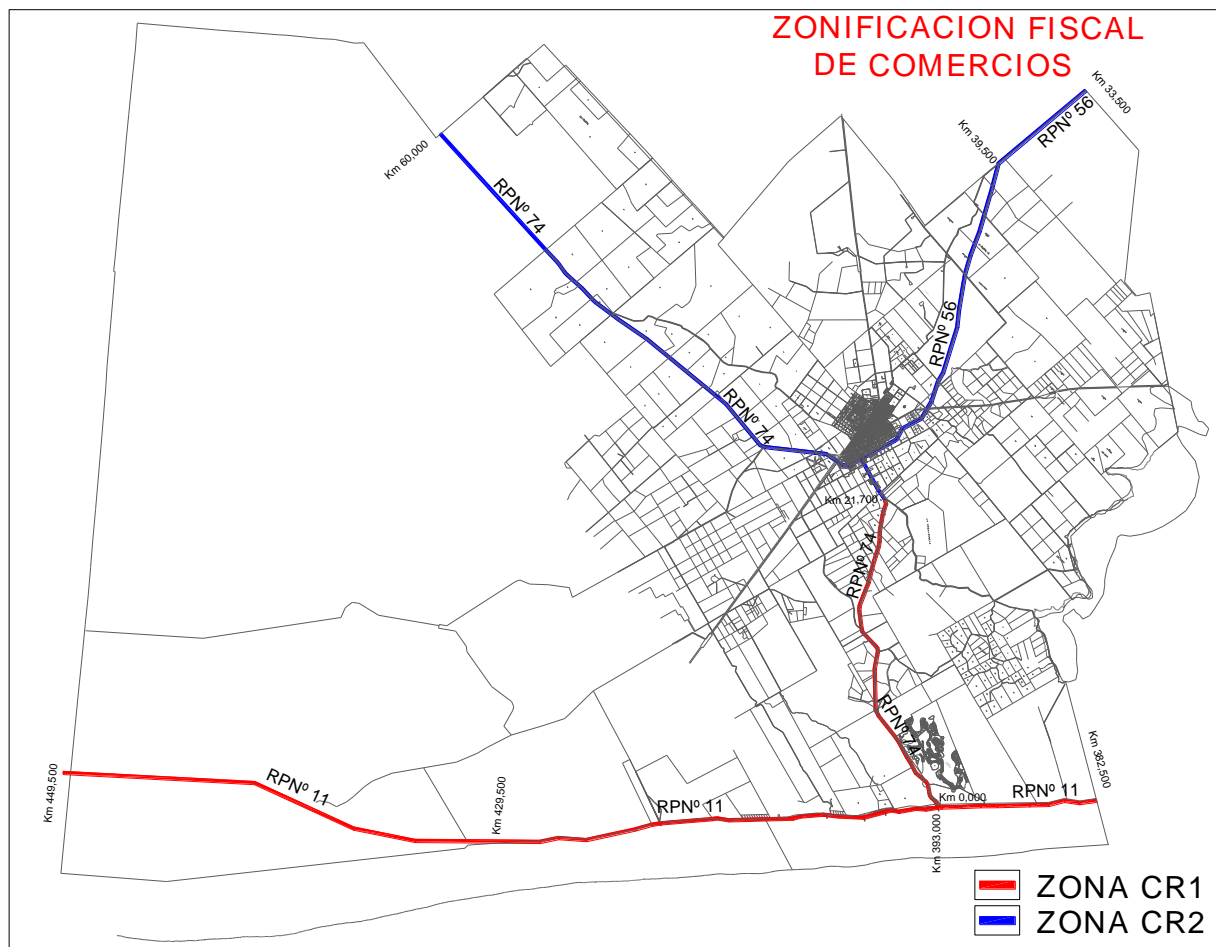 ZONIFICACION FISCAL
DE COMERCIOS
Km 33,500
RPNº 56
Km 39,500
Km 60,000
RPNº 74
RPNº 56
RPNº 74
Km 21,700
RPNº 74
RPNº 74
Km 382,500
Km 449,500
RPNº 11
Km 429,500
RPNº 11
Km 0,000
RPNº 11
Km 393,000
ZONA CR1
ZONA CR2